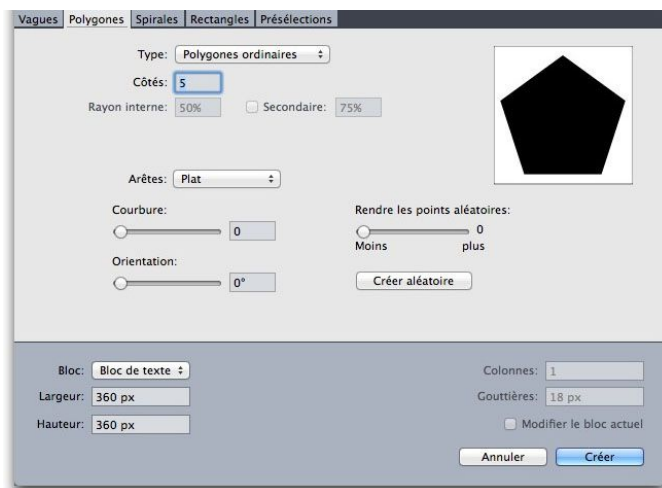 Vagues Polygones Spirales Rectangles Présélections
Type: Polygones ordinaires
Côtés: 5
Rayon interne: 50% Secondaire: 75%
Arêtes: Plat
Courbure: Rendre les points aléatoires:
0 0
Moins plus
Orientation:
0° Créer aléatoire
Bloc: Bloc de texte Colonnes: 1
Largeur: 360 px Gouttières: 18 px
Hauteur: 360 px Modifier le bloc actuel
Annuler Créer